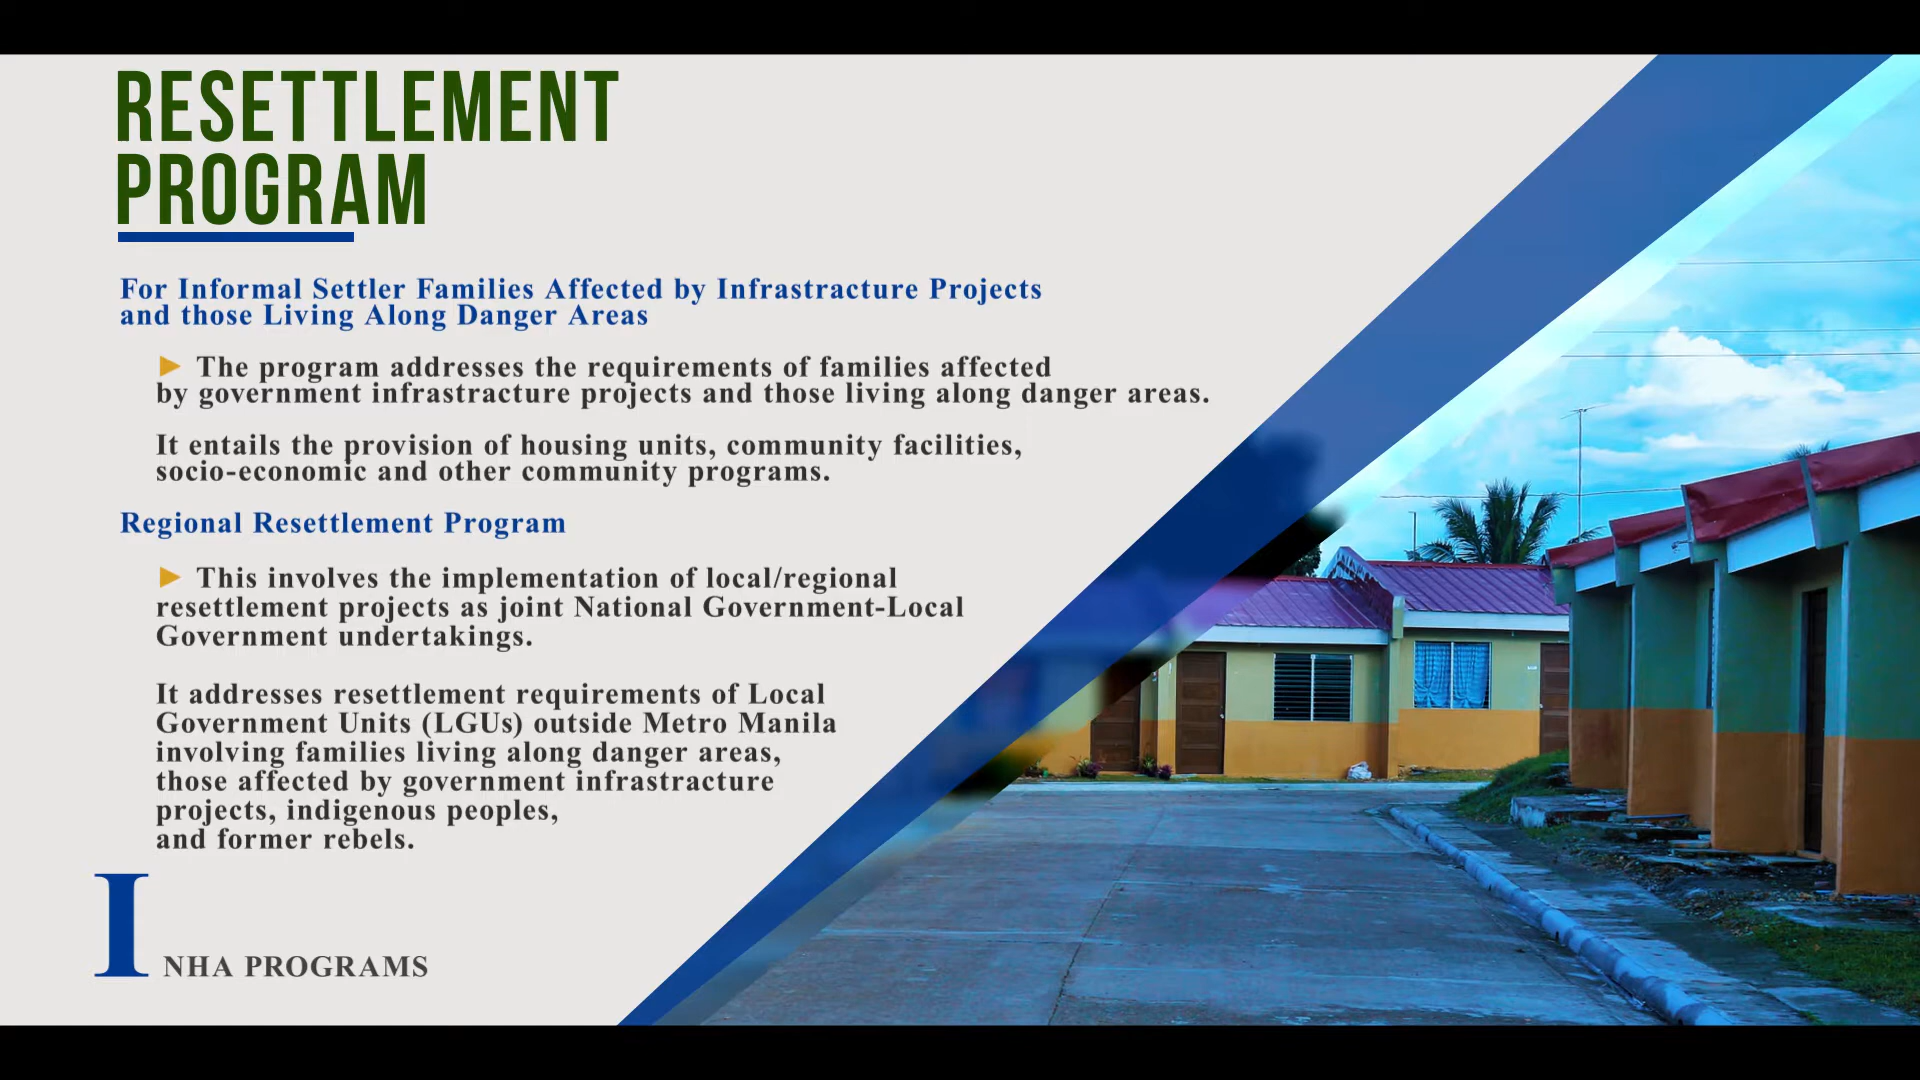 RESETTLEMENT
PROGRAM
For Informal Settler Families Affected by Infrastracture Projects
and those Living Along Danger Areas
► The program addresses the requirements of families affected
by government infrastracture projects and those living along danger areas.
It entails the provision of housing units, community facilities,
socio-economic and other community programs.
Regional Resettlement Program
► This involves the implementation of local/regional
resettlement projects as joint National Government-Local
Government undertakings.
It addresses resettlement requirements of Local
Government Units (LGUs) outside Metro Manila
involving families living along danger areas,
those affected by government infrastracture
projects, indigenous peoples,
and former rebels.
I NHA PROGRAMS